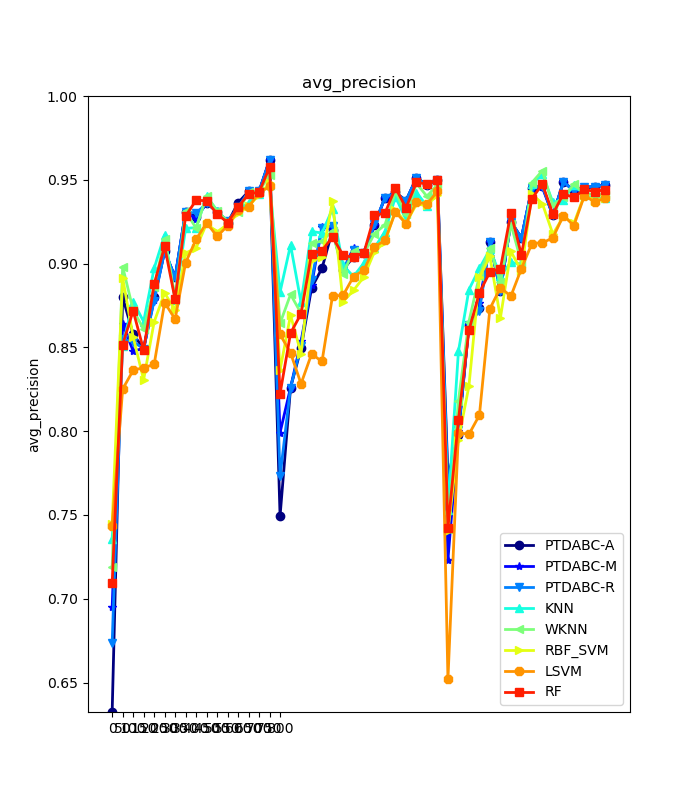 avg_precision
1.00
0.95
0.90
0.85
0.80
0.75
0.70
0.65
avg_precision
PTDABC-A
PTDABC-M
PTDABC-R
KNN
WKNN
RBF_SVM
LSVM
RF